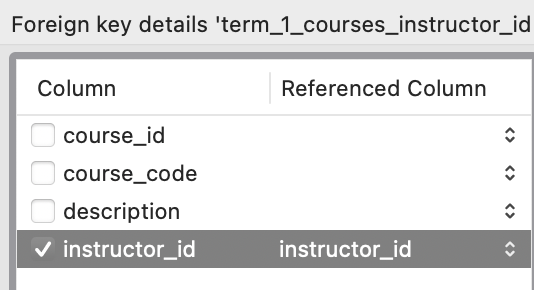 Foreign key details 'term_1_courses_instructor_id
Column Referenced Column
course_id
course_code
description
instructor_id instructor_id